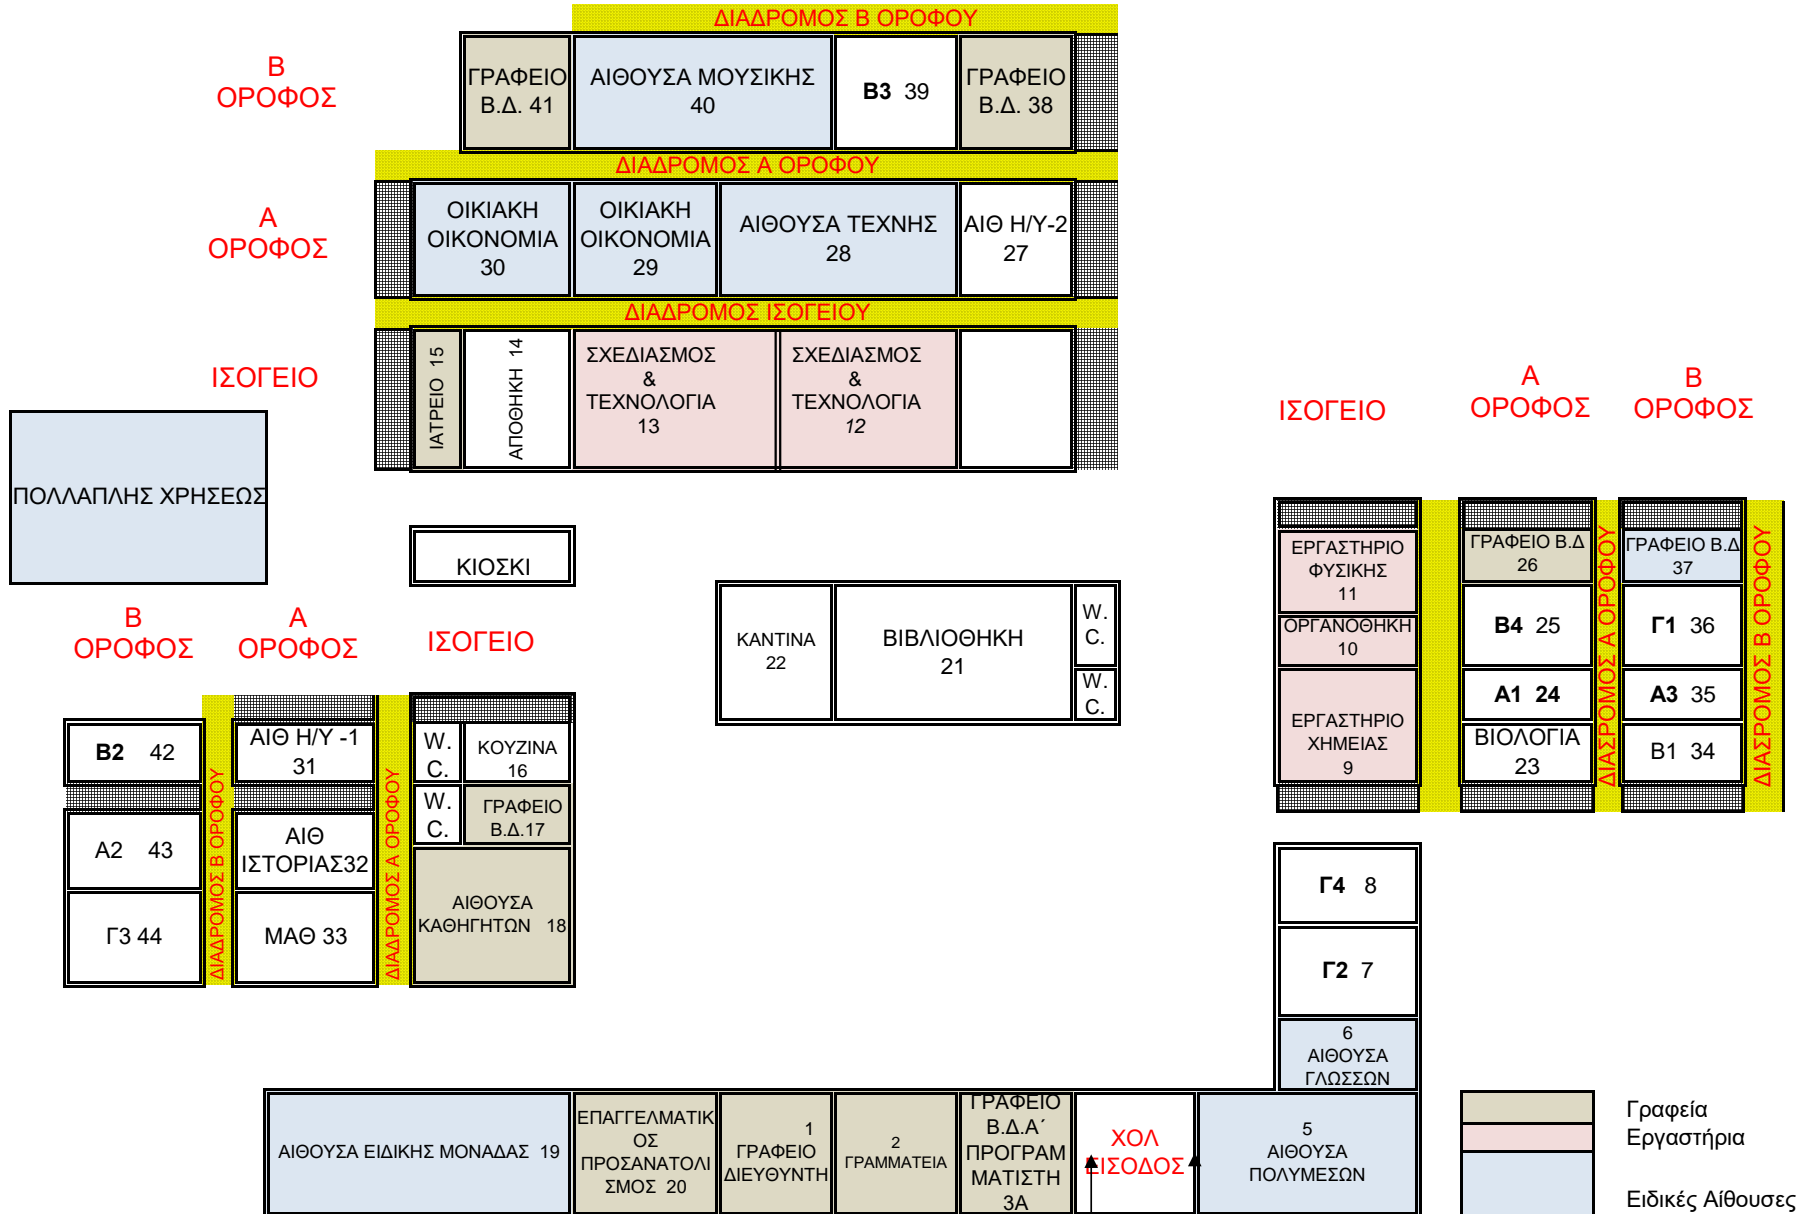 ΔΙΑΔΡΟΜΟΣ Β ΟΡΟΦΟΥ
Β
ΟΡΟΦΟΣ
ΓΡΑΦΕΙΟ
Β.Δ. 41
ΑΙΘΟΥΣΑ ΜΟΥΣΙΚΗΣ
40
Β3 39
ΓΡΑΦΕΙΟ
Β.Δ. 38
ΔΙΑΔΡΟΜΟΣ Α ΟΡΟΦΟΥ
Α
ΟΡΟΦΟΣ
ΟΙΚΙΑΚΗ
ΟΙΚΟΝΟΜΙΑ
30
ΟΙΚΙΑΚΗ
ΟΙΚΟΝΟΜΙΑ
29
ΑΙΘΟΥΣΑ ΤΕΧΝΗΣ
28
ΑΙΘ Η/Υ-2
27
ΔΙΑΔΡΟΜΟΣ ΙΣΟΓΕΙΟΥ
ΙΣΟΓΕΙΟ
ΙΑΤΡΕΙΟ 15
ΑΠΟΘΗΚΗ 14
ΣΧΕΔΙΑΣΜΟΣ
&
ΤΕΧΝΟΛΟΓΙΑ
13
ΣΧΕΔΙΑΣΜΟΣ
&
ΤΕΧΝΟΛΟΓΙΑ
12
ΠΟΛΛΑΠΛΗΣ ΧΡΗΣΕΩΣ
ΚΙΟΣΚΙ
ΙΣΟΓΕΙΟ
Α
ΟΡΟΦΟΣ
Β
ΟΡΟΦΟΣ
ΕΡΓΑΣΤΗΡΙΟ
ΦΥΣΙΚΗΣ
11
ΟΡΓΑΝΟΘΗΚΗ
10
ΕΡΓΑΣΤΗΡΙΟ
ΧΗΜΕΙΑΣ
9
ΓΡΑΦΕΙΟ Β.Δ
26
Β4 25
Α1 24
ΒΙΟΛΟΓΙΑ
23
ΔΙΑΣΡΟΜΟΣ Α ΟΡΟΦΟΥ
ΓΡΑΦΕΙΟ Β.Δ
37
Γ1 36
Α3 35
Β1 34
ΔΙΑΣΡΟΜΟΣ Β ΟΡΟΦΟΥ
ΚΑΝΤΙΝΑ
22
ΒΙΒΛΙΟΘΗΚΗ
21
W.
C.
W.
C.
Β
ΟΡΟΦΟΣ
Α
ΟΡΟΦΟΣ
ΙΣΟΓΕΙΟ
Β2 42
Α2 43
Γ3 44
ΔΙΑΔΡΟΜΟΣ Β ΟΡΟΦΟΥ
ΑΙΘ Η/Υ -1
31
ΑΙΘ
ΙΣΤΟΡΙΑΣ32
ΜΑΘ 33
ΔΙΑΔΡΟΜΟΣ Α ΟΡΟΦΟΥ
W.
C.
ΚΟΥΖΙΝΑ
16
W.
C.
ΓΡΑΦΕΙΟ
Β.Δ.17
ΑΙΘΟΥΣΑ
ΚΑΘΗΓΗΤΩΝ 18
Γ4 8
Γ2 7
6
ΑΙΘΟΥΣΑ
ΓΛΩΣΣΩΝ
ΑΙΘΟΥΣΑ ΕΙΔΙΚΗΣ ΜΟΝΑΔΑΣ 19
ΕΠΑΓΓΕΛΜΑΤΙΚ
ΟΣ
ΠΡΟΣΑΝΑΤΟΛΙ
ΣΜΟΣ 20
1
ΓΡΑΦΕΙΟ
ΔΙΕΥΘΥΝΤΗ
2
ΓΡΑΜΜΑΤΕΙΑ
ΓΡΑΦΕΙΟ
Β.Δ.Α΄
ΠΡΟΓΡΑΜ
ΜΑΤΙΣΤΗ
3Α
ΧΟΛ
ΕΙΣΟΔΟΣ
5
ΑΙΘΟΥΣΑ
ΠΟΛΥΜΕΣΩΝ
Γραφεία
Εργαστήρια
Ειδικές Αίθουσες